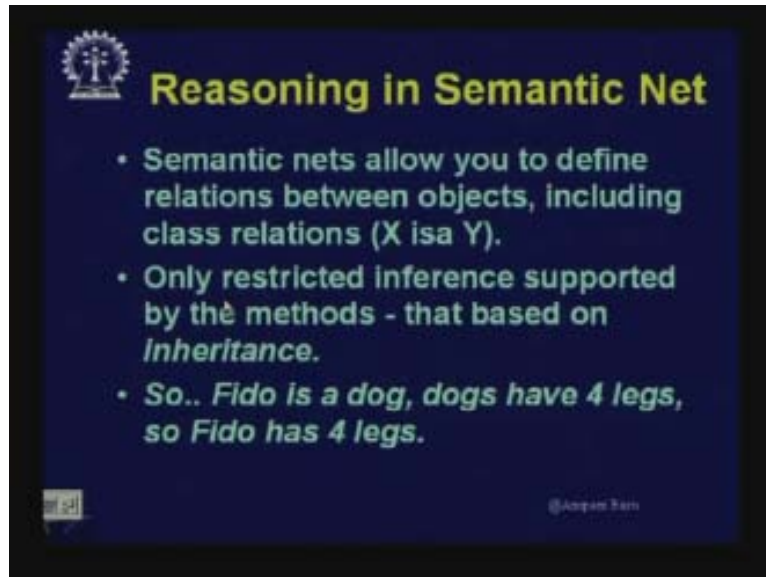 Reasoning in Semantic Net
• Semantic nets allow you to define
relations between objects, including
class relations (X isa Y).
• Only restricted inference supported
by the methods - that based on
inheritance.
• So.. Fido is a dog, dogs have 4 legs,
so Fido has 4 legs.